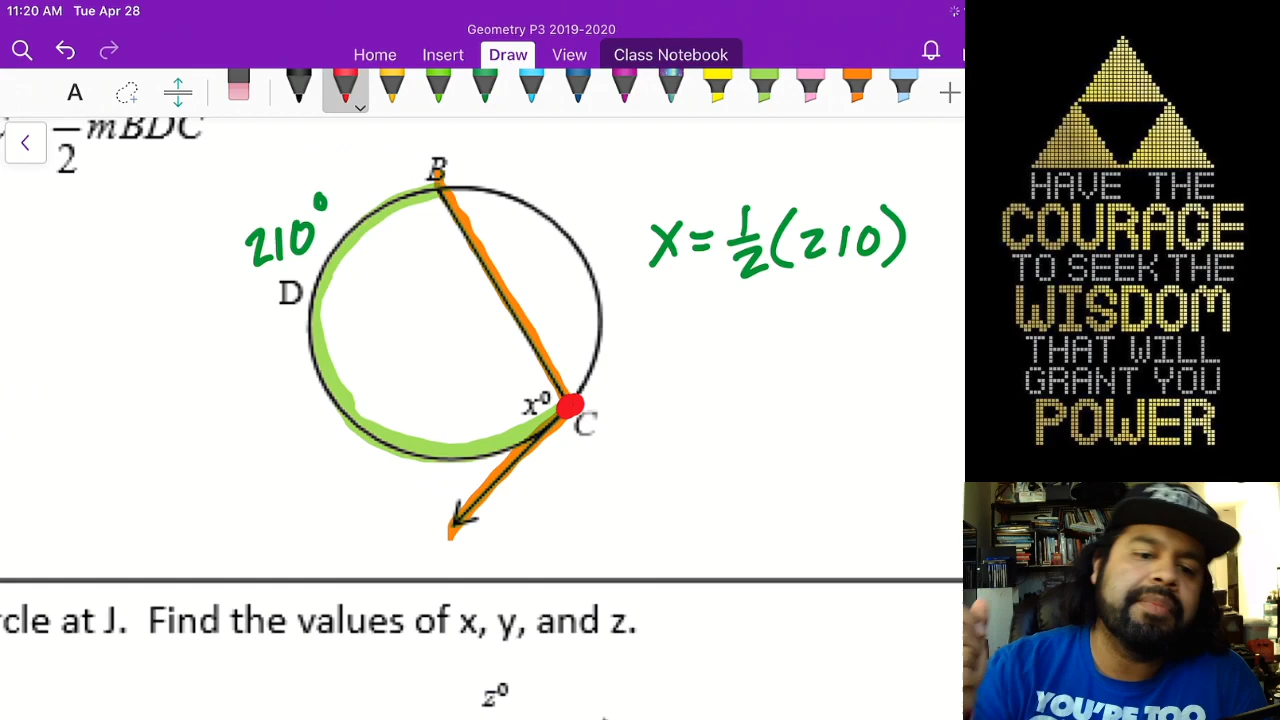 11:20 AM Tue Apr 28
Geometry P3 2019-2020
Home Insert Draw View Class Notebook
A
1/2 mBDC
B
210°
x = 1/2 (210)
D
x°
C
rcle at J. Find the values of x, y, and z.
z°
HAVE THE
COURAGE
TO SEEK THE
WISDOM
THAT WILL
GRANT YOU
POWER
YOU'RE TOO